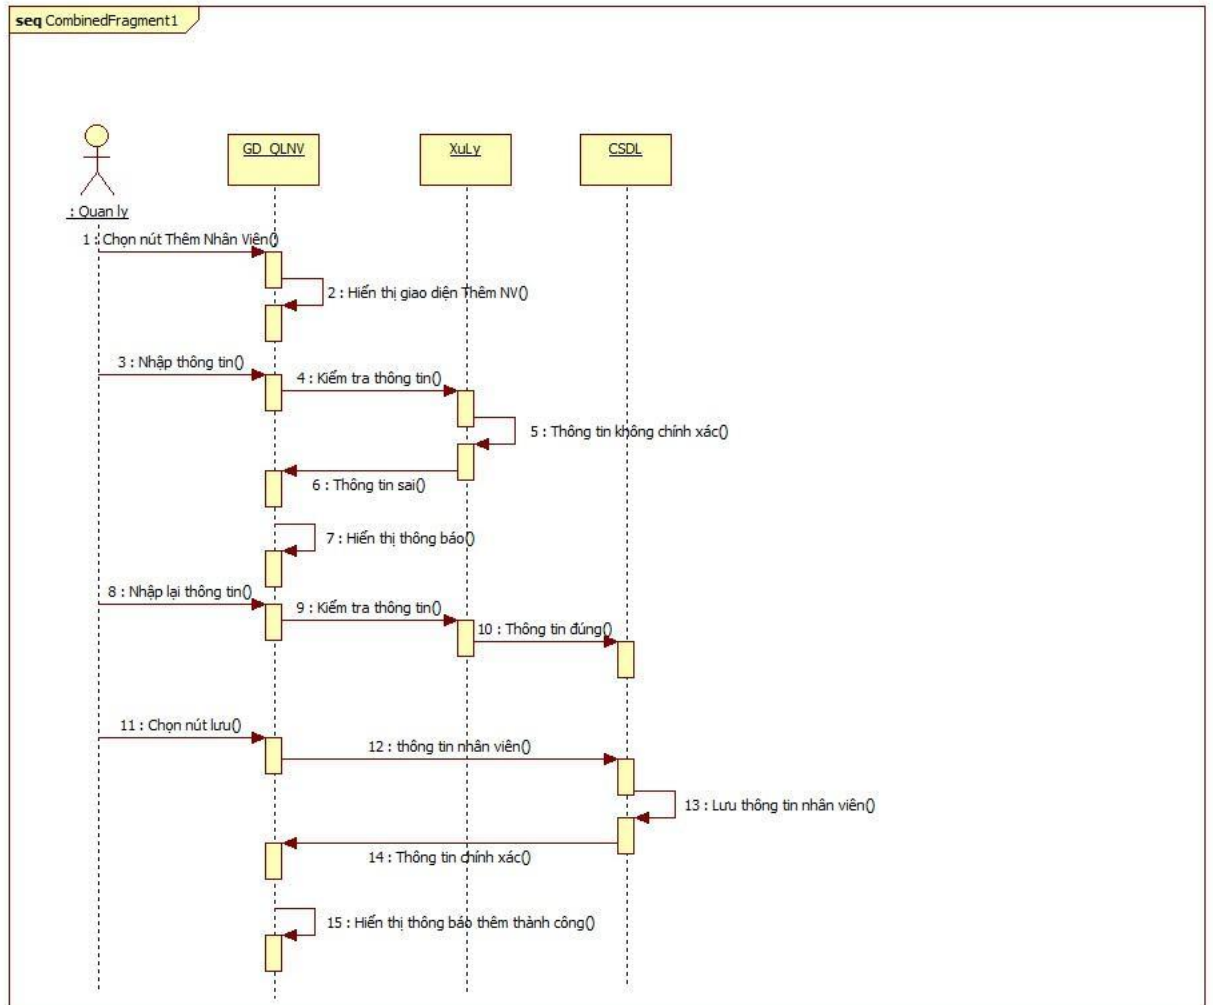 seq CombinedFragment1
GD_QLNV
XuLy
CSDL
: Quan ly
1 : Chọn nút Thêm Nhân Viên()
2 : Hiển thị giao diện Thêm NV()
3 : Nhập thông tin()
4 : Kiểm tra thông tin()
5 : Thông tin không chính xác()
6 : Thông tin sai()
7 : Hiển thị thông báo()
8 : Nhập lại thông tin()
9 : Kiểm tra thông tin()
10 : Thông tin đúng()
11 : Chọn nút lưu()
12 : thông tin nhân viên()
13 : Lưu thông tin nhân viên()
14 : Thông tin chính xác()
15 : Hiển thị thông báo thêm thành công()